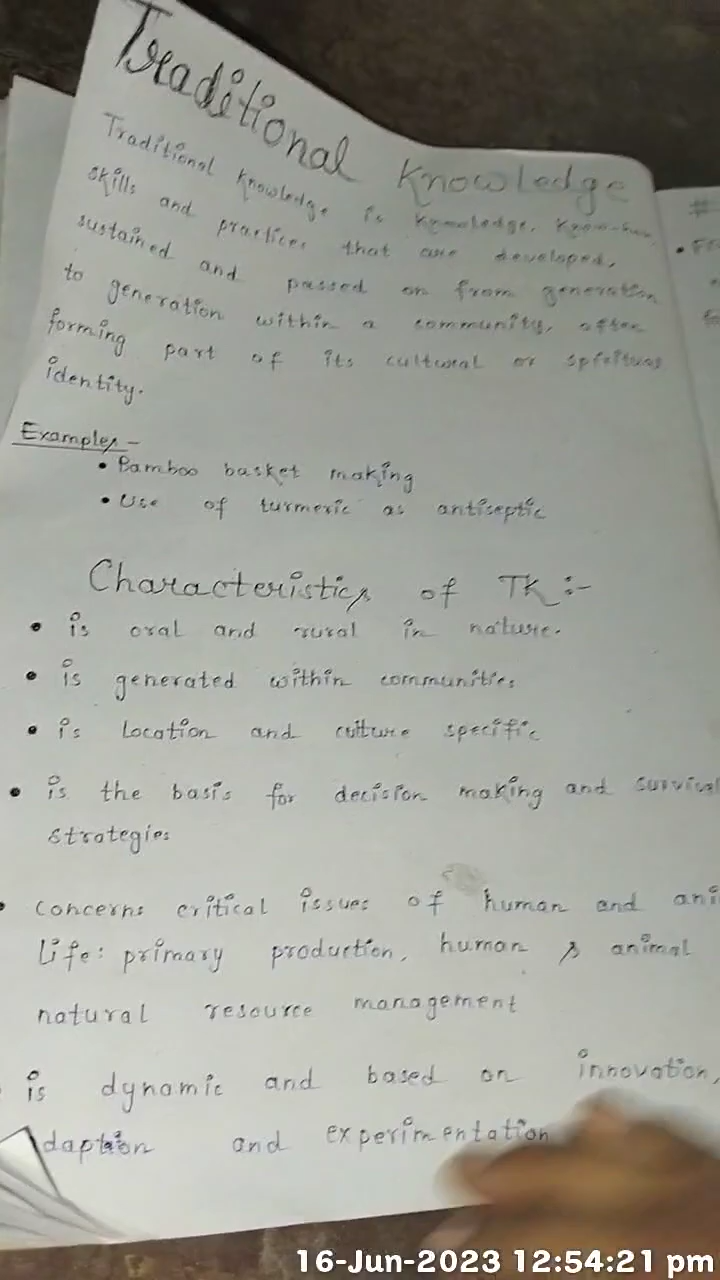 Traditional Knowledge
Traditional knowledge is knowledge, know-how
skills and practices that are developed,
sustained and passed on from generation
to generation within a community, often
forming part of its cultural or spiritual
identity.
Examples-
• Bamboo basket making
• Use of turmeric as antiseptic
Characteristics of TK :-
• is oral and rural in nature.
• is generated within communities
• is location and culture specific
• is the basis for decision making and survival
strategies
• concerns critical issues of human and ani
life: primary production, human & animal
natural resource management
is dynamic and based on innovation,
daption and experimentation
#
16-Jun-2023 12:54:21 pm